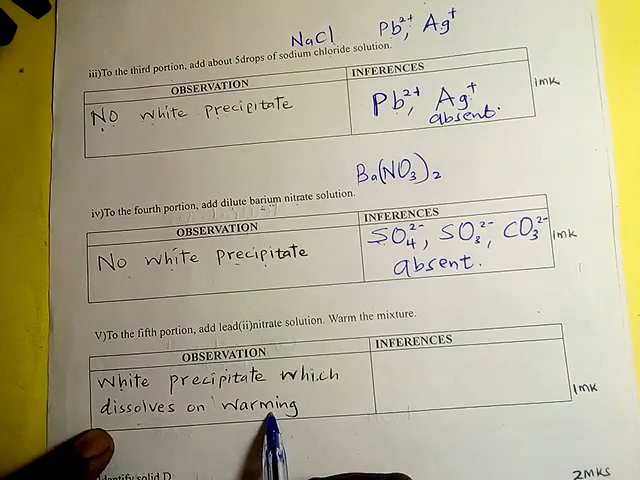 NaCl Pb²⁺, Ag⁺
iii)To the third portion, add about 5drops of sodium chloride solution.
OBSERVATION INFERENCES
NO white precipitate Pb²⁺, Ag⁺
absent.
1mk
Ba(NO₃)₂
iv)To the fourth portion, add dilute barium nitrate solution.
OBSERVATION INFERENCES
No white precipitate SO₄²⁻, SO₃²⁻, CO₃²⁻
absent.
1mk
V)To the fifth portion, add lead(ii)nitrate solution. Warm the mixture.
OBSERVATION INFERENCES
White precipitate which
dissolves on warming
1mk
identify solid D
2MKS